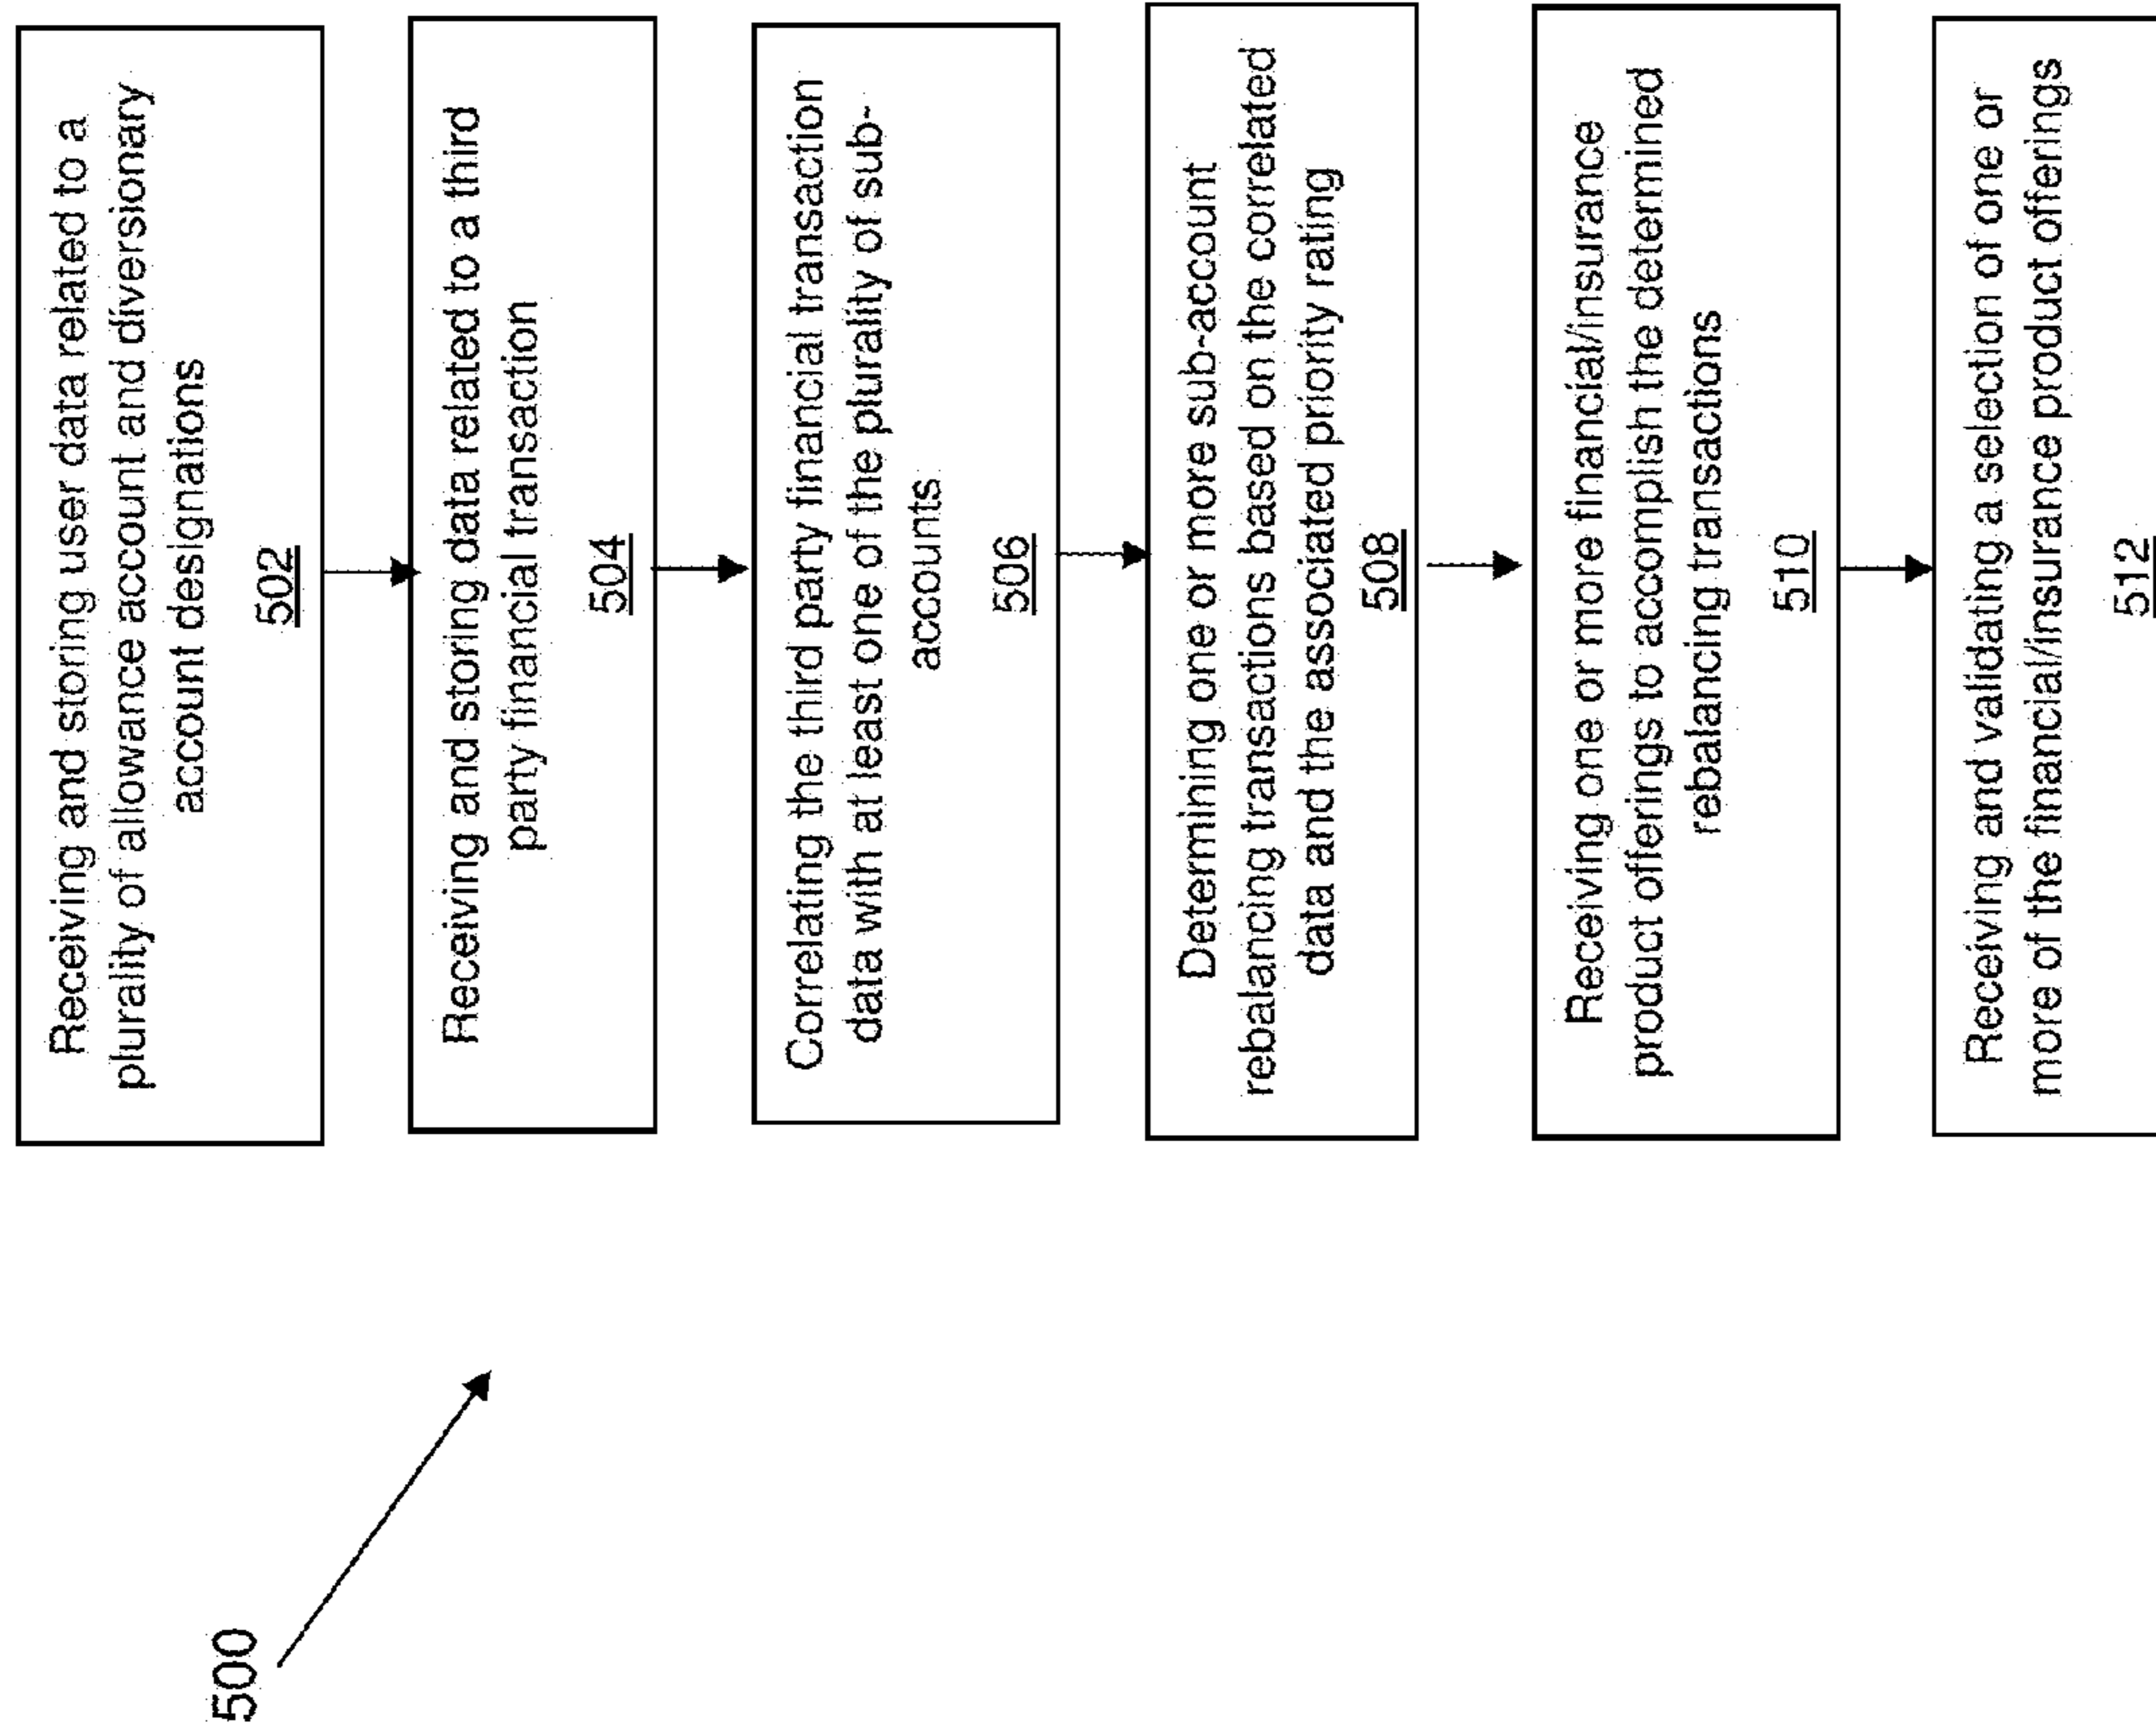 500
Receiving and storing user data related to a
plurality of allowance account and diversionary
account designations
502
Receiving and storing data related to a third
party financial transaction
504
Correlating the third party financial transaction
data with at least one of the plurality of sub-
accounts
506
Determining one or more sub-account
rebalancing transactions based on the correlated
data and the associated priority rating
508
Receiving one or more financial/insurance
product offerings to accomplish the determined
rebalancing transactions
510
Receiving and validating a selection of one or
more of the financial/insurance product offerings
512